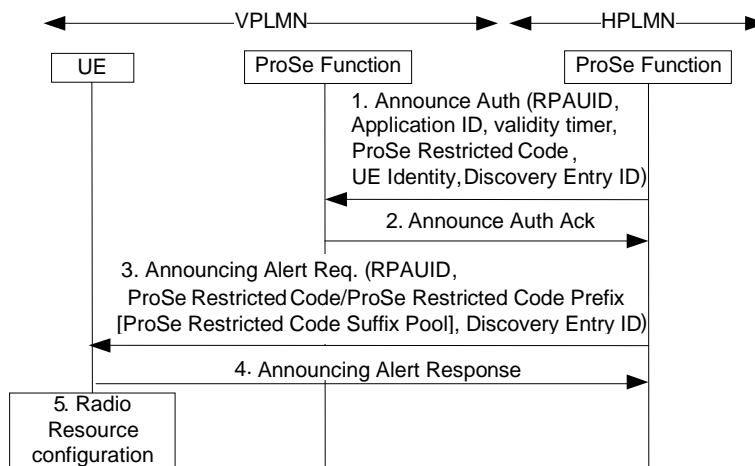 VPLMN
HPLMN
UE
ProSe Function
ProSe Function
1. Announce Auth (RPAUID,
Application ID, validity timer,
ProSe Restricted Code ,
UE Identity,Discovery Entry ID)
2. Announce Auth Ack
3. Announcing Alert Req. (RPAUID,
ProSe Restricted Code/ProSe Restricted Code Prefix
[ProSe Restricted Code Suffix Pool], Discovery Entry ID)
4. Announcing Alert Response
5. Radio
Resource
configuration